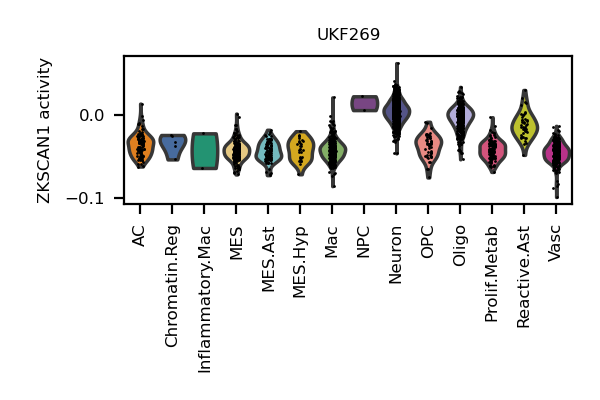 UKF269
ZKSCAN1 activity
0.0
−0.1
AC
Chromatin.Reg
Inflammatory.Mac
MES
MES.Ast
MES.Hyp
Mac
NPC
Neuron
OPC
Oligo
Prolif.Metab
Reactive.Ast
Vasc